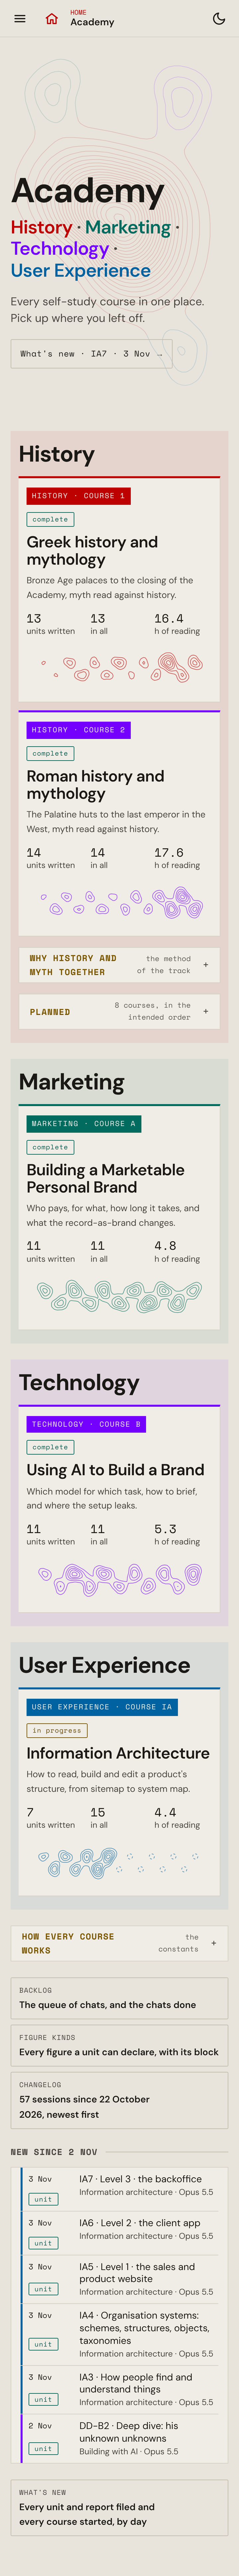 HOME
Academy
Academy
History · Marketing ·
Technology ·
User Experience
Every self-study course in one place.
Pick up where you left off.
What's new · IA7 · 3 Nov →
History
HISTORY · COURSE 1
complete
Greek history and
mythology
Bronze Age palaces to the closing of the
Academy, myth read against history.
13 13 16.4
units written in all h of reading
HISTORY · COURSE 2
complete
Roman history and
mythology
The Palatine huts to the last emperor in the
West, myth read against history.
14 14 17.6
units written in all h of reading
WHY HISTORY AND
MYTH TOGETHER
the method
of the track
+
PLANNED
8 courses, in the
intended order
+
Marketing
MARKETING · COURSE A
complete
Building a Marketable
Personal Brand
Who pays, for what, how long it takes, and
what the record-as-brand changes.
11 11 4.8
units written in all h of reading
Technology
TECHNOLOGY · COURSE B
complete
Using AI to Build a Brand
Which model for which task, how to brief,
and where the setup leaks.
11 11 5.3
units written in all h of reading
User Experience
USER EXPERIENCE · COURSE IA
in progress
Information Architecture
How to read, build and edit a product's
structure, from sitemap to system map.
7 15 4.4
units written in all h of reading
HOW EVERY COURSE
WORKS
the
constants
+
BACKLOG
The queue of chats, and the chats done
FIGURE KINDS
Every figure a unit can declare, with its block
CHANGELOG
57 sessions since 22 October
2026, newest first
NEW SINCE 2 NOV
3 Nov
unit
IA7 · Level 3 · the backoffice
Information architecture · Opus 5.5
3 Nov
unit
IA6 · Level 2 · the client app
Information architecture · Opus 5.5
3 Nov
unit
IA5 · Level 1 · the sales and
product website
Information architecture · Opus 5.5
3 Nov
unit
IA4 · Organisation systems:
schemes, structures, objects,
taxonomies
Information architecture · Opus 5.5
3 Nov
unit
IA3 · How people find and
understand things
Information architecture · Opus 5.5
2 Nov
unit
DD-B2 · Deep dive: his
unknown unknowns
Building with AI · Opus 5.5
WHAT'S NEW
Every unit and report filed and
every course started, by day